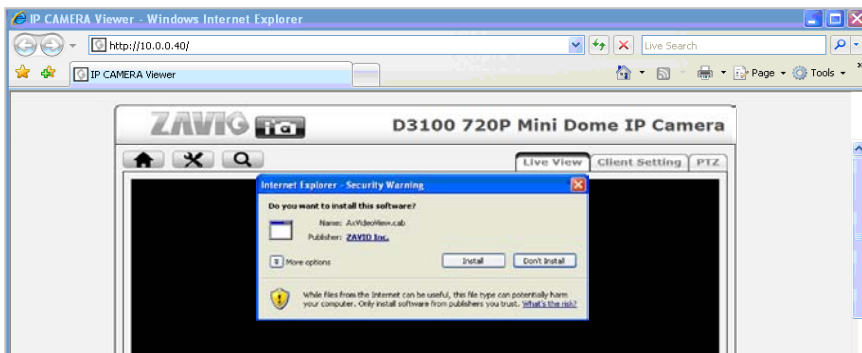 IP CAMERA Viewer - Windows Internet Explorer
http://10.0.0.40/
Live Search
IP CAMERA Viewer
Page
Tools
»
ZAVIO
D3100 720P Mini Dome IP Camera
Live View
Client Setting
PTZ
Internet Explorer - Security Warning
Do you want to install this software?
Name: AxVideoView.cab
Publisher: ZAVIO Inc.
More options
Install
Don't Install
While files from the Internet can be useful, this file type can potentially harm
your computer. Only install software from publishers you trust. What's the risk?